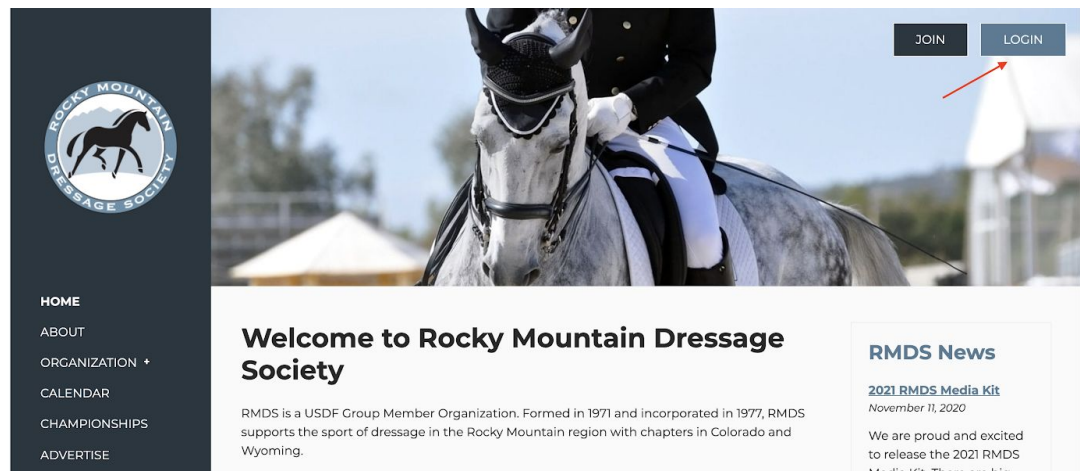 JOIN
LOGIN
ROCKY MOUNTAIN
DRESSAGE SOCIETY
HOME
ABOUT
ORGANIZATION +
CALENDAR
CHAMPIONSHIPS
ADVERTISE
Welcome to Rocky Mountain Dressage
Society
RMDS is a USDF Group Member Organization. Formed in 1971 and incorporated in 1977, RMDS
supports the sport of dressage in the Rocky Mountain region with chapters in Colorado and
Wyoming.
RMDS News
2021 RMDS Media Kit
November 11, 2020
We are proud and excited
to release the 2021 RMDS